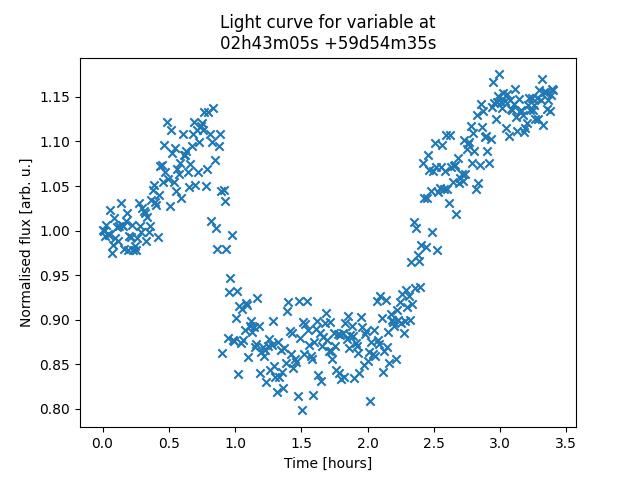 Light curve for variable at
02h43m05s +59d54m35s
Normalised flux [arb. u.]
1.15
1.10
1.05
1.00
0.95
0.90
0.85
0.80
0.0 0.5 1.0 1.5 2.0 2.5 3.0 3.5
Time [hours]